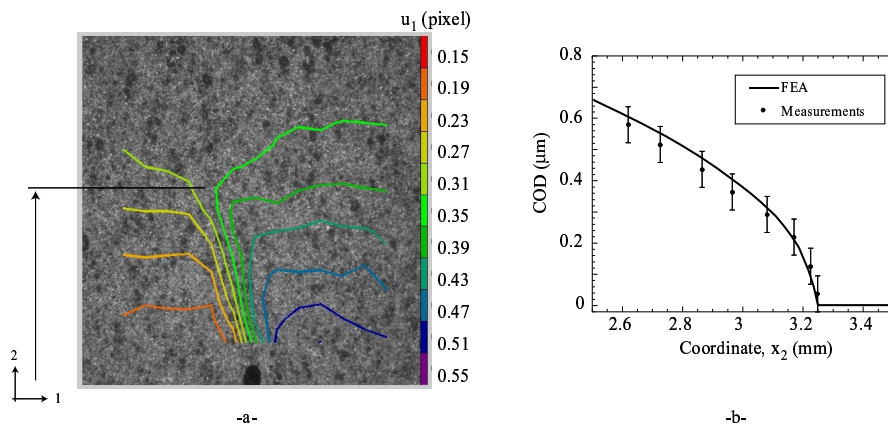 u1 (pixel)
0.15
0.19
0.23
0.27
0.31
0.35
0.39
0.43
0.47
0.51
0.55
2
1
-a-
0.8
0.6
0.4
0.2
0
COD (μm)
FEA
Measurements
2.6 2.8 3 3.2 3.4
Coordinate, x2 (mm)
-b-